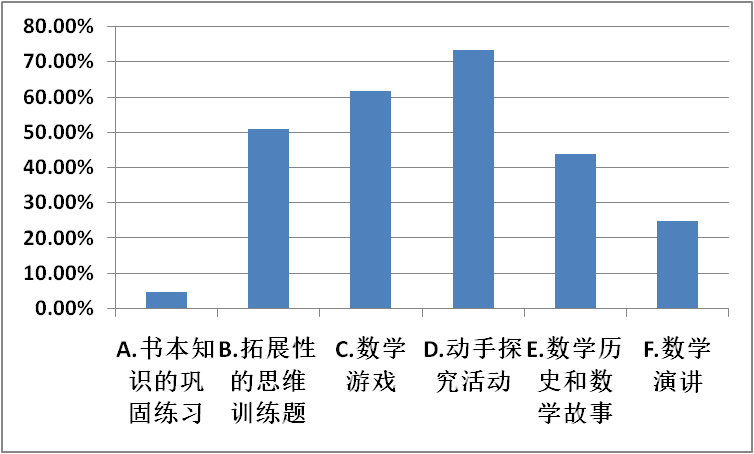 80.00%
70.00%
60.00%
50.00%
40.00%
30.00%
20.00%
10.00%
0.00%
A.书本知
识的巩
固练习
B.拓展性
的思维
训练题
C.数学
游戏
D.动手探
究活动
E.数学历
史和数
学故事
F.数学
演讲